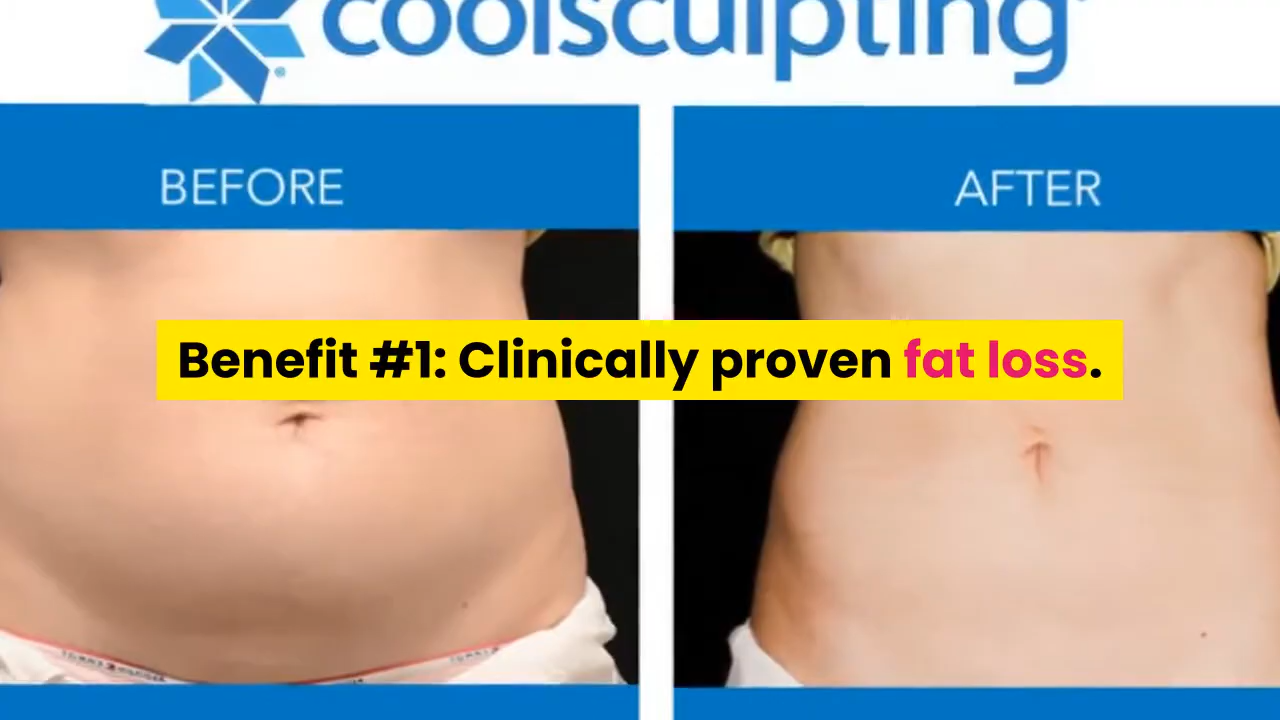 coolsculpting
BEFORE
AFTER
Benefit #1: Clinically proven fat loss.